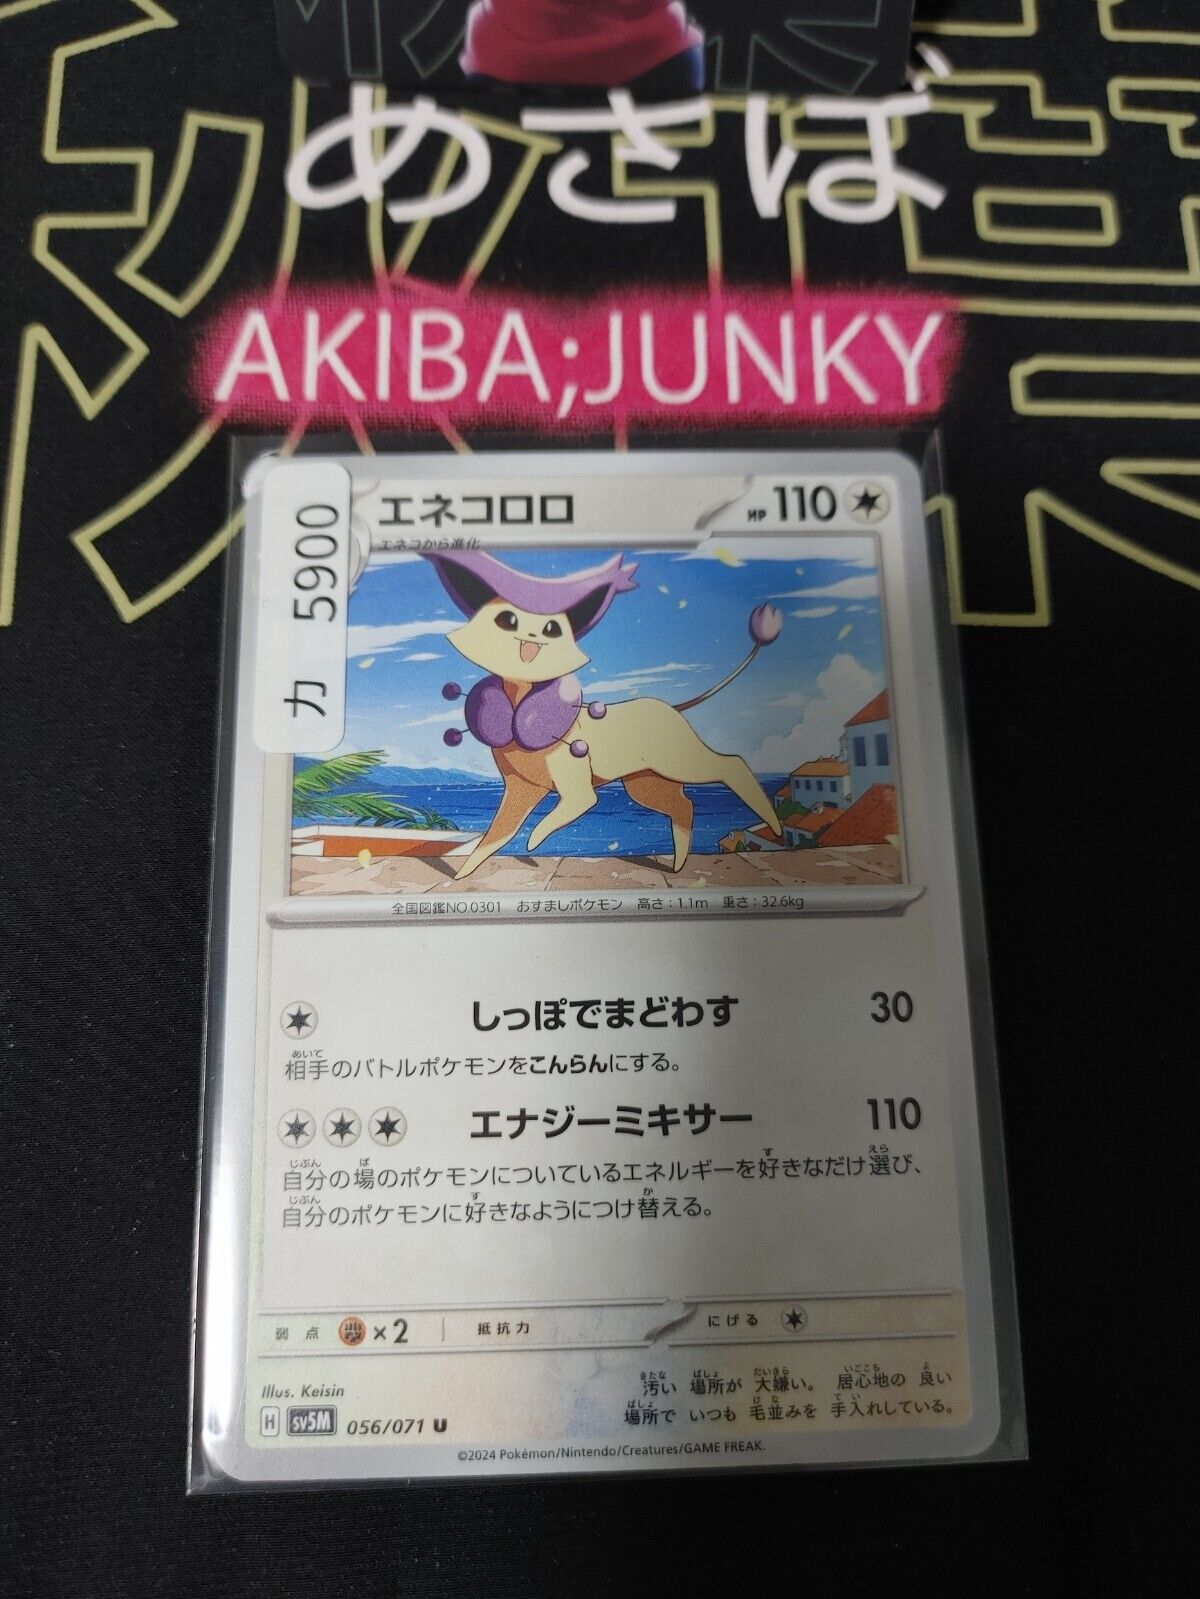 めさば
AKIBA;JUNKY
カ 5900
エネコロロ
HP 110
エネコから進化
全国図鑑NO.0301 おすましポケモン 高さ：1.1m 重さ：32.6kg
しっぽでまどわす 30
相手のバトルポケモンをこんらんにする。
エナジーミキサー 110
自分の場のポケモンについているエネルギーを好きなだけ選び、
自分のポケモンに好きなようにつけ替える。
弱点 ×2 抵抗力 にげる
Illus. Keisin
汚い 場所が 大嫌い。 居心地の 良い
場所で いつも 毛並みを 手入れしている。
H SV5M 056/071 U
©2024 Pokémon/Nintendo/Creatures/GAME FREAK.